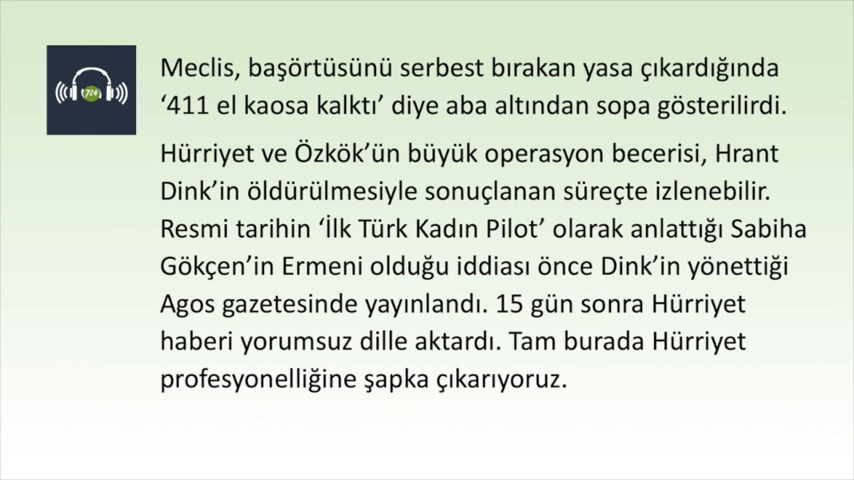 724
Meclis, başörtüsünü serbest bırakan yasa çıkardığında
‘411 el kaosa kalktı’ diye aba altından sopa gösterilirdi.
Hürriyet ve Özkök’ün büyük operasyon becerisi, Hrant
Dink’in öldürülmesiyle sonuçlanan süreçte izlenebilir.
Resmi tarihin ‘İlk Türk Kadın Pilot’ olarak anlattığı Sabiha
Gökçen’in Ermeni olduğu iddiası önce Dink’in yönettiği
Agos gazetesinde yayınlandı. 15 gün sonra Hürriyet
haberi yorumsuz dille aktardı. Tam burada Hürriyet
profesyonelliğine şapka çıkarıyoruz.